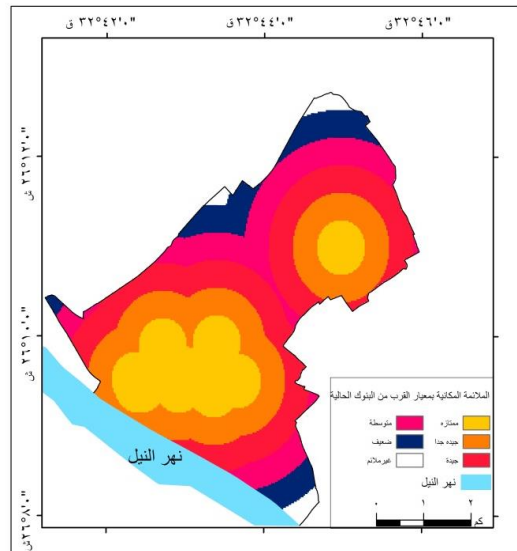 ٣٢°٤٢'٠" ق
٣٢°٤٤'٠" ق
٣٢°٤٦'٠" ق
٢٦°١٢'٠" ش
٢٦°١٠'٠" ش
٢٦°٨'٠" ش
نهر النيل
الملائمة المكانية بمعيار القرب من البنوك الحالية
ممتازه
متوسطة
جيده جدا
ضعيف
جيدة
غيرملائم
نهر النيل
٠ ١ ٢
كم